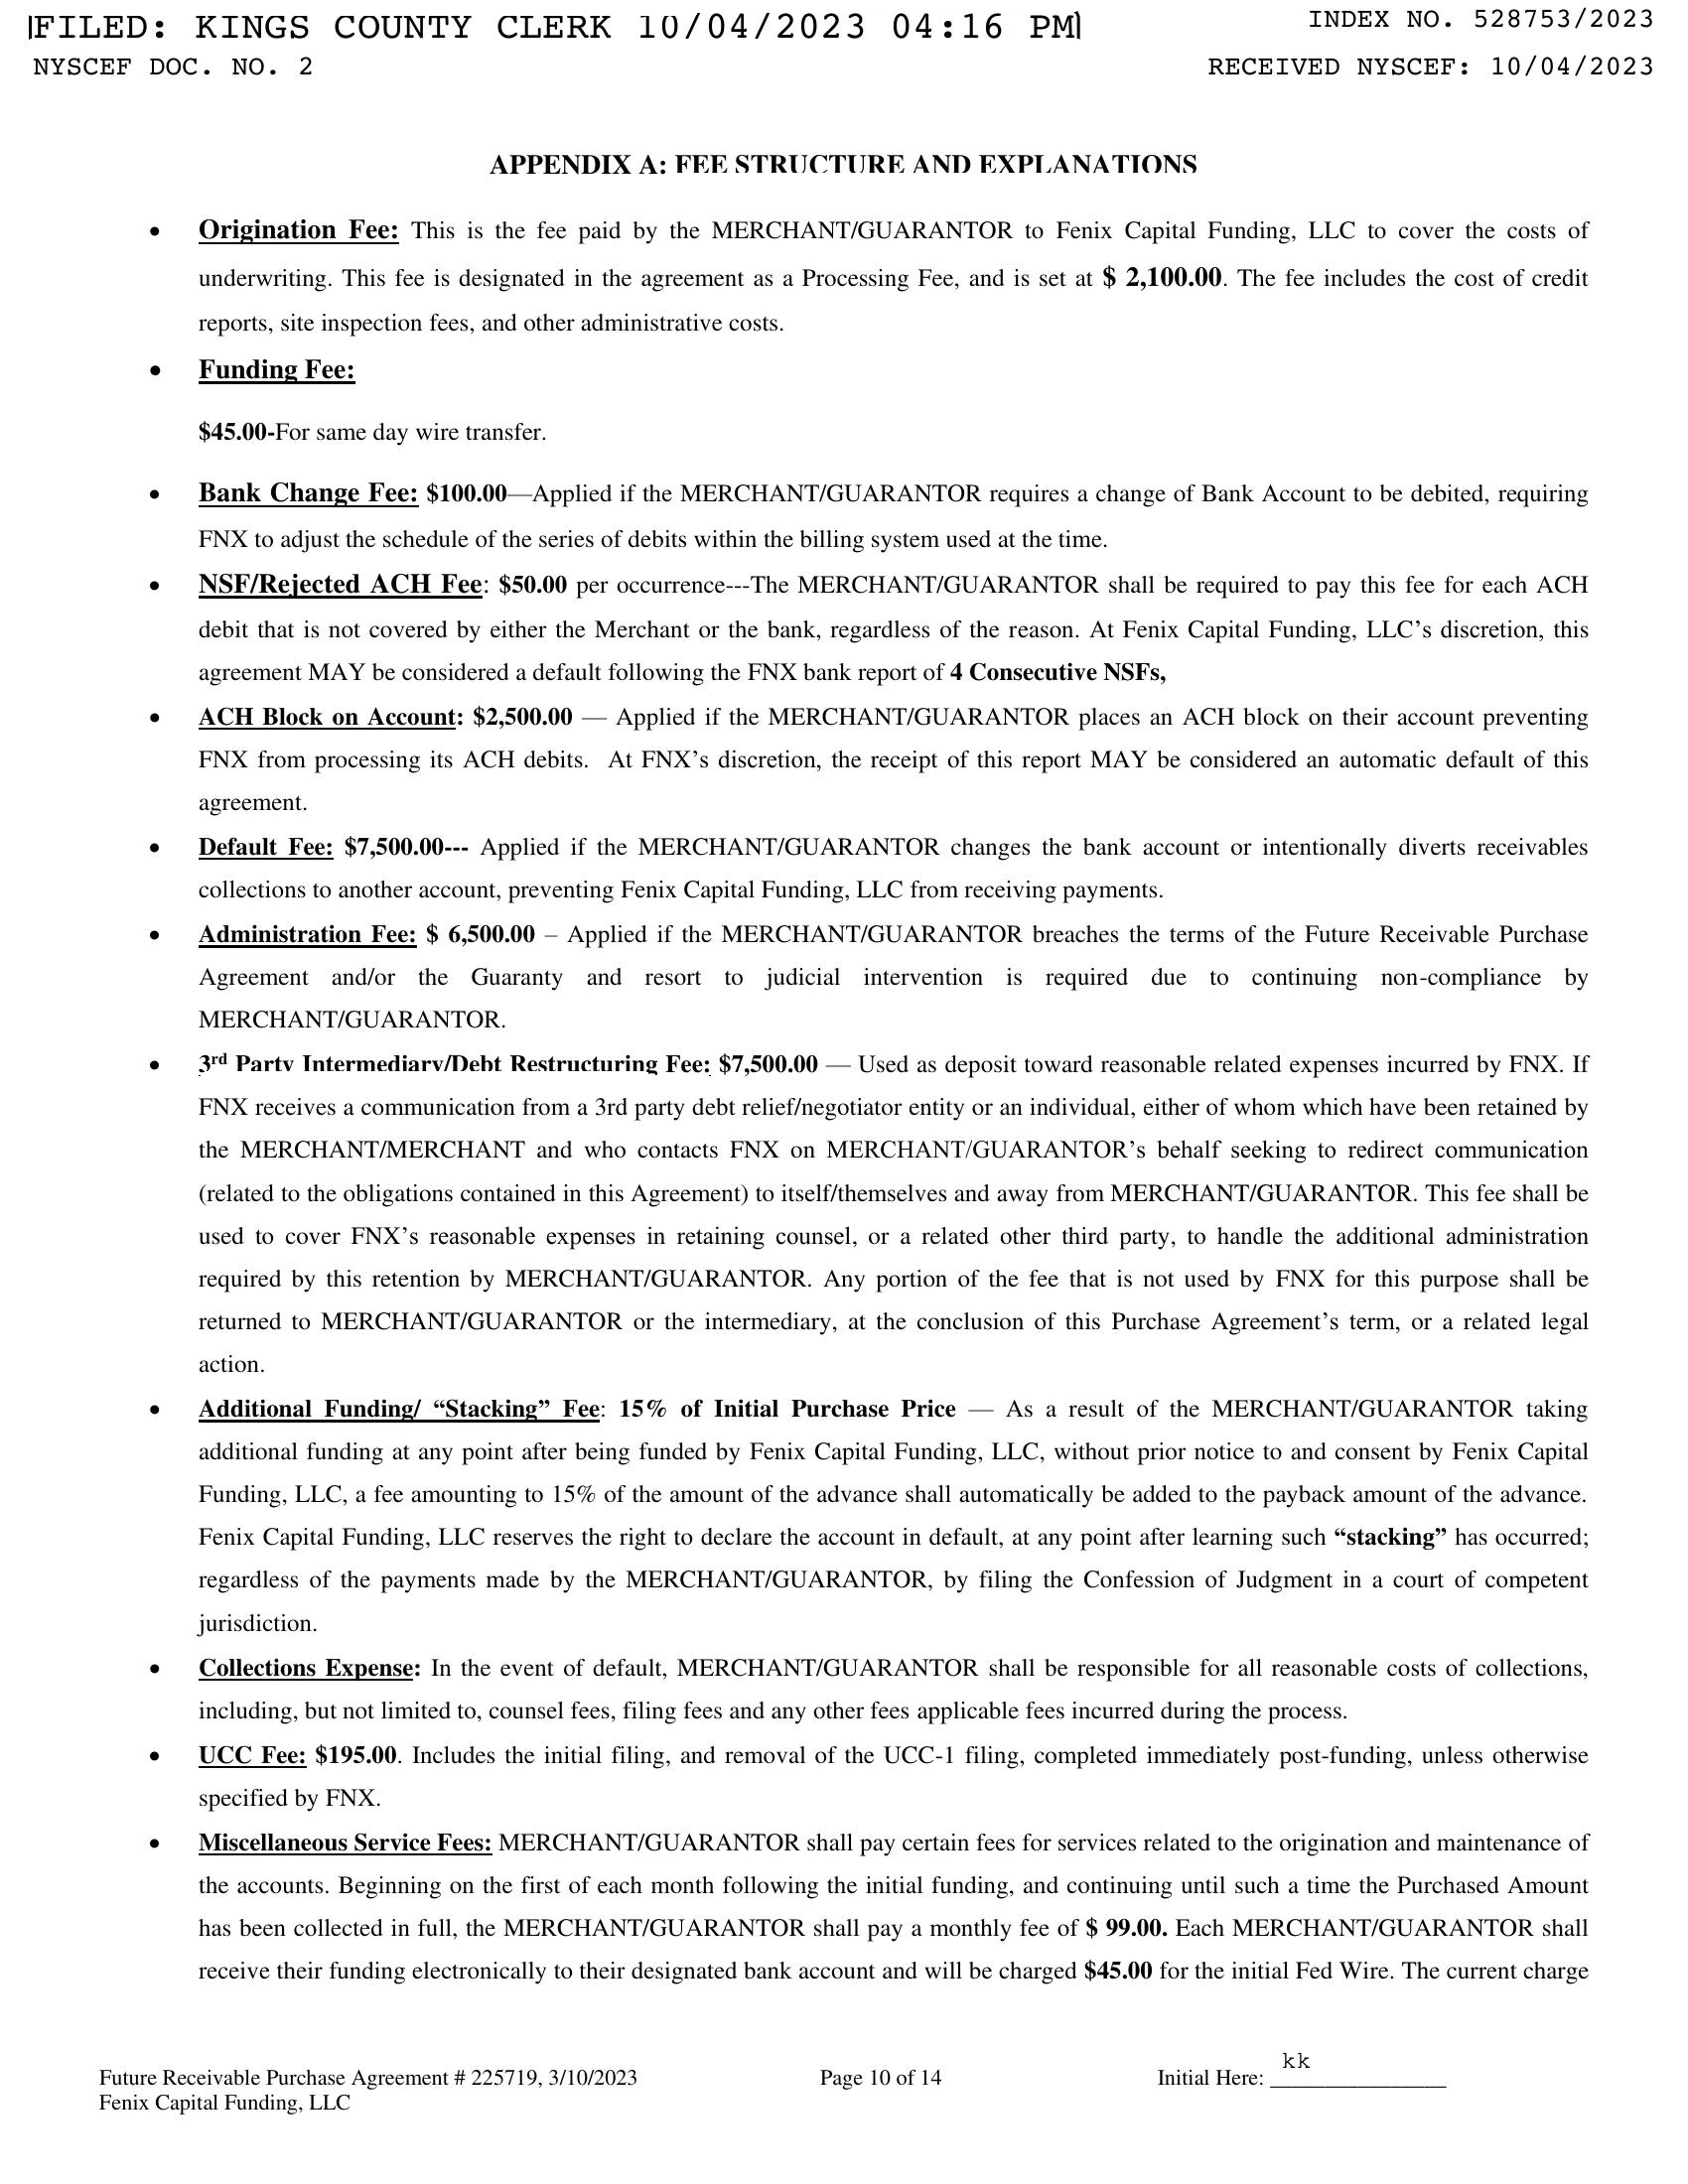 FILED: KINGS COUNTY CLERK 10/04/2023 04:16 PM
INDEX NO. 528753/2023
NYSCEF DOC. NO. 2
RECEIVED NYSCEF: 10/04/2023
APPENDIX A: FEE STRUCTURE AND EXPLANATIONS
• Origination Fee: This is the fee paid by the MERCHANT/GUARANTOR to Fenix Capital Funding, LLC to cover the costs of
underwriting. This fee is designated in the agreement as a Processing Fee, and is set at $ 2,100.00. The fee includes the cost of credit
reports, site inspection fees, and other administrative costs.
• Funding Fee:
$45.00-For same day wire transfer.
• Bank Change Fee: $100.00—Applied if the MERCHANT/GUARANTOR requires a change of Bank Account to be debited, requiring
FNX to adjust the schedule of the series of debits within the billing system used at the time.
• NSF/Rejected ACH Fee: $50.00 per occurrence---The MERCHANT/GUARANTOR shall be required to pay this fee for each ACH
debit that is not covered by either the Merchant or the bank, regardless of the reason. At Fenix Capital Funding, LLC’s discretion, this
agreement MAY be considered a default following the FNX bank report of 4 Consecutive NSFs,
• ACH Block on Account: $2,500.00 — Applied if the MERCHANT/GUARANTOR places an ACH block on their account preventing
FNX from processing its ACH debits. At FNX’s discretion, the receipt of this report MAY be considered an automatic default of this
agreement.
• Default Fee: $7,500.00--- Applied if the MERCHANT/GUARANTOR changes the bank account or intentionally diverts receivables
collections to another account, preventing Fenix Capital Funding, LLC from receiving payments.
• Administration Fee: $ 6,500.00 – Applied if the MERCHANT/GUARANTOR breaches the terms of the Future Receivable Purchase
Agreement and/or the Guaranty and resort to judicial intervention is required due to continuing non-compliance by
MERCHANT/GUARANTOR.
• 3rd Party Intermediary/Debt Restructuring Fee: $7,500.00 — Used as deposit toward reasonable related expenses incurred by FNX. If
FNX receives a communication from a 3rd party debt relief/negotiator entity or an individual, either of whom which have been retained by
the MERCHANT/MERCHANT and who contacts FNX on MERCHANT/GUARANTOR’s behalf seeking to redirect communication
(related to the obligations contained in this Agreement) to itself/themselves and away from MERCHANT/GUARANTOR. This fee shall be
used to cover FNX’s reasonable expenses in retaining counsel, or a related other third party, to handle the additional administration
required by this retention by MERCHANT/GUARANTOR. Any portion of the fee that is not used by FNX for this purpose shall be
returned to MERCHANT/GUARANTOR or the intermediary, at the conclusion of this Purchase Agreement’s term, or a related legal
action.
• Additional Funding/ “Stacking” Fee: 15% of Initial Purchase Price — As a result of the MERCHANT/GUARANTOR taking
additional funding at any point after being funded by Fenix Capital Funding, LLC, without prior notice to and consent by Fenix Capital
Funding, LLC, a fee amounting to 15% of the amount of the advance shall automatically be added to the payback amount of the advance.
Fenix Capital Funding, LLC reserves the right to declare the account in default, at any point after learning such “stacking” has occurred;
regardless of the payments made by the MERCHANT/GUARANTOR, by filing the Confession of Judgment in a court of competent
jurisdiction.
• Collections Expense: In the event of default, MERCHANT/GUARANTOR shall be responsible for all reasonable costs of collections,
including, but not limited to, counsel fees, filing fees and any other fees applicable fees incurred during the process.
• UCC Fee: $195.00. Includes the initial filing, and removal of the UCC-1 filing, completed immediately post-funding, unless otherwise
specified by FNX.
• Miscellaneous Service Fees: MERCHANT/GUARANTOR shall pay certain fees for services related to the origination and maintenance of
the accounts. Beginning on the first of each month following the initial funding, and continuing until such a time the Purchased Amount
has been collected in full, the MERCHANT/GUARANTOR shall pay a monthly fee of $ 99.00. Each MERCHANT/GUARANTOR shall
receive their funding electronically to their designated bank account and will be charged $45.00 for the initial Fed Wire. The current charge
Future Receivable Purchase Agreement # 225719, 3/10/2023
Page 10 of 14
Initial Here: kk
Fenix Capital Funding, LLC